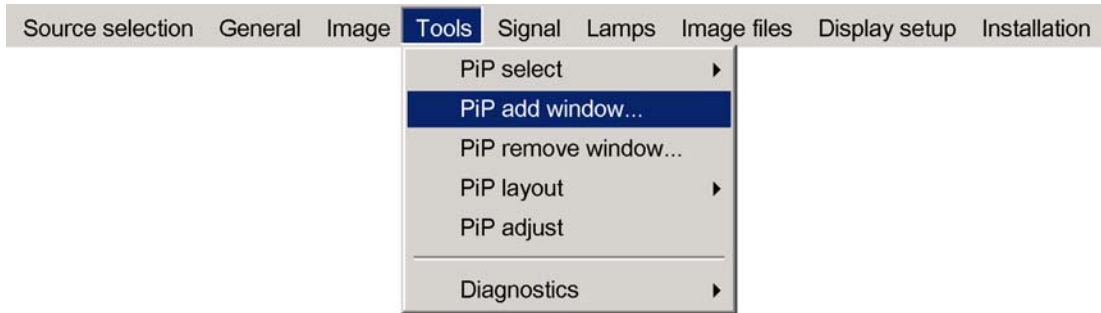 Source selection General Image Tools Signal Lamps Image files Display setup Installation
PiP select
PiP add window...
PiP remove window...
PiP layout
PiP adjust
Diagnostics